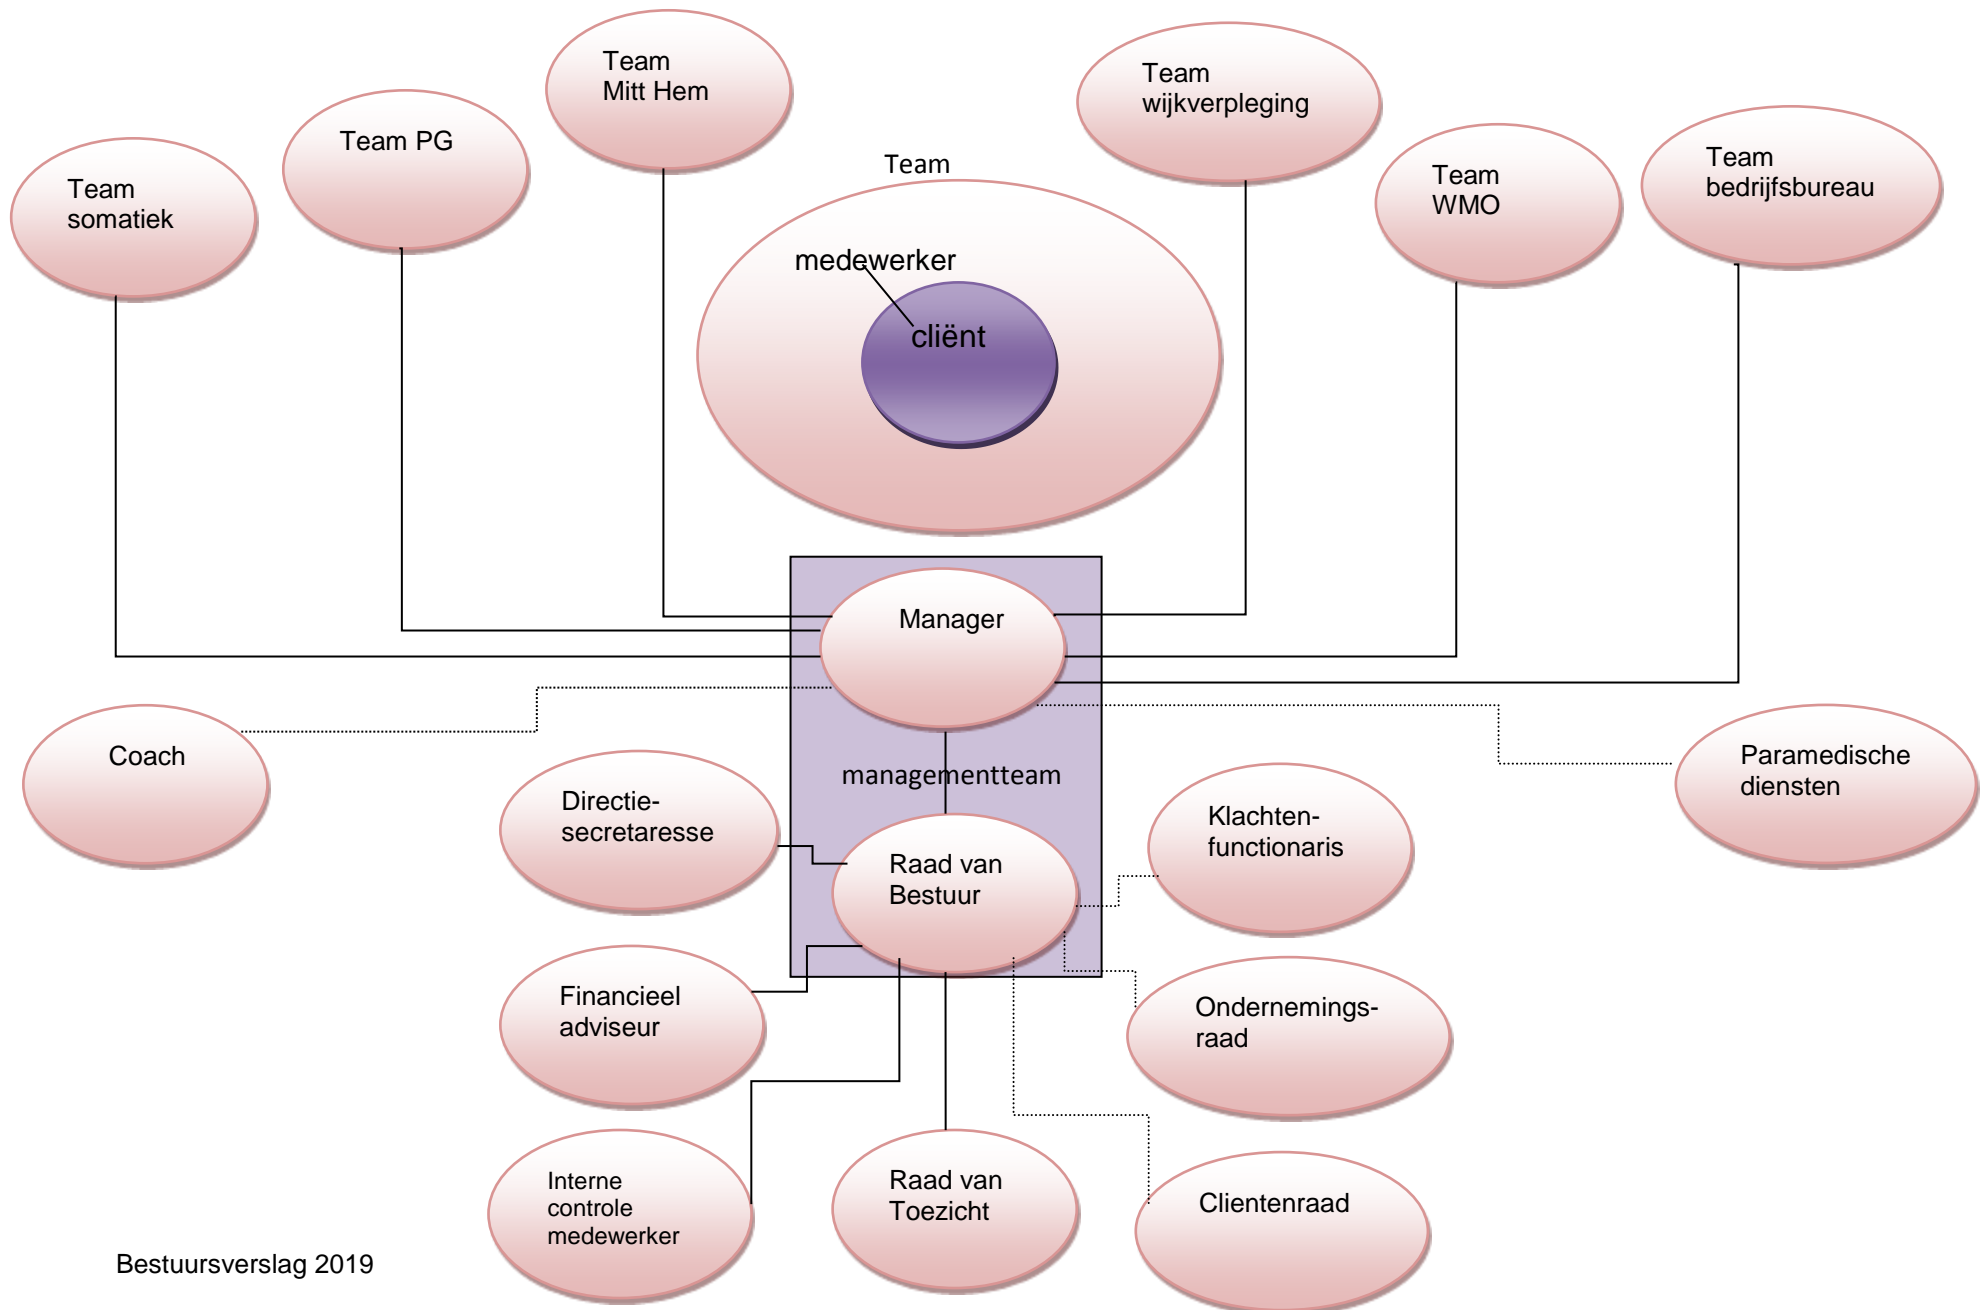 Team
Mitt Hem
Team
wijkverpleging
Team PG
Team
somatiek
Team
Team
WMO
Team
bedrijfsbureau
medewerker
cliënt
Manager
Coach
managementteam
Paramedische
diensten
Directie-
secretaresse
Raad van
Bestuur
Klachten-
functionaris
Financieel
adviseur
Ondernemings-
raad
Interne
controle
medewerker
Raad van
Toezicht
Clientenraad
Bestuursverslag 2019